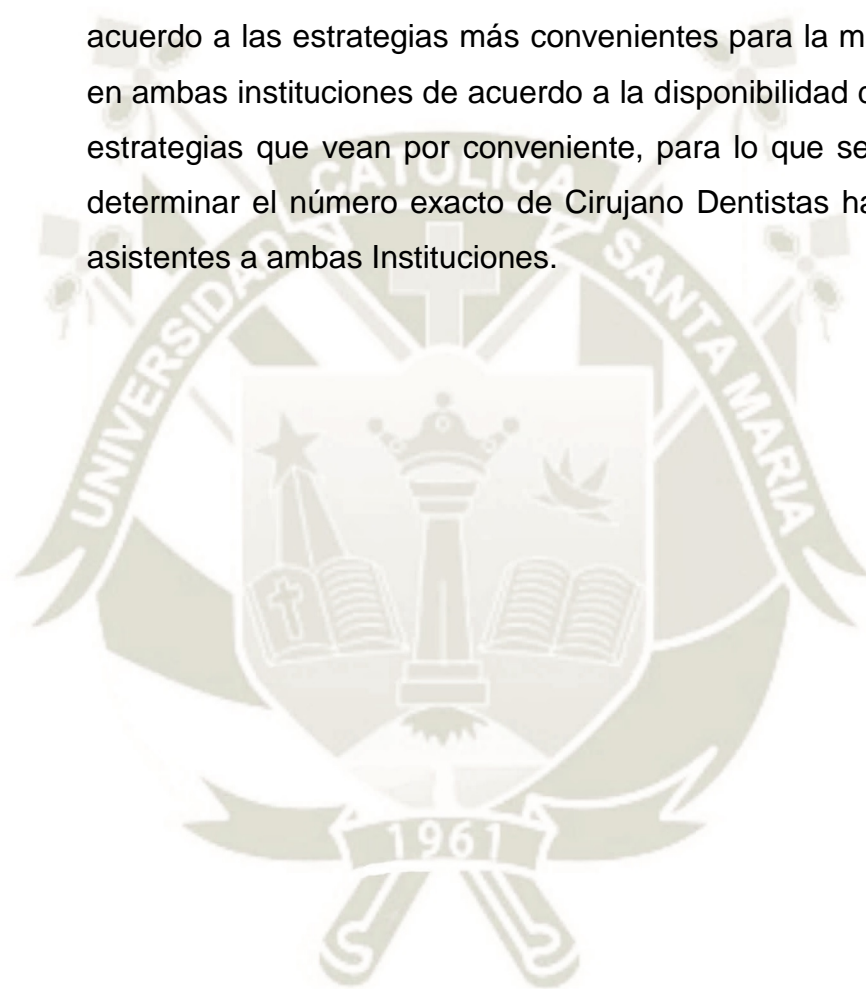 acuerdo a las estrategias más convenientes para la m
en ambas instituciones de acuerdo a la disponibilidad
estrategias que vean por conveniente, para lo que se
determinar el número exacto de Cirujano Dentistas ha
asistentes a ambas Instituciones.
UNIVERSIDAD CATOLICA SANTA MARIA
1961